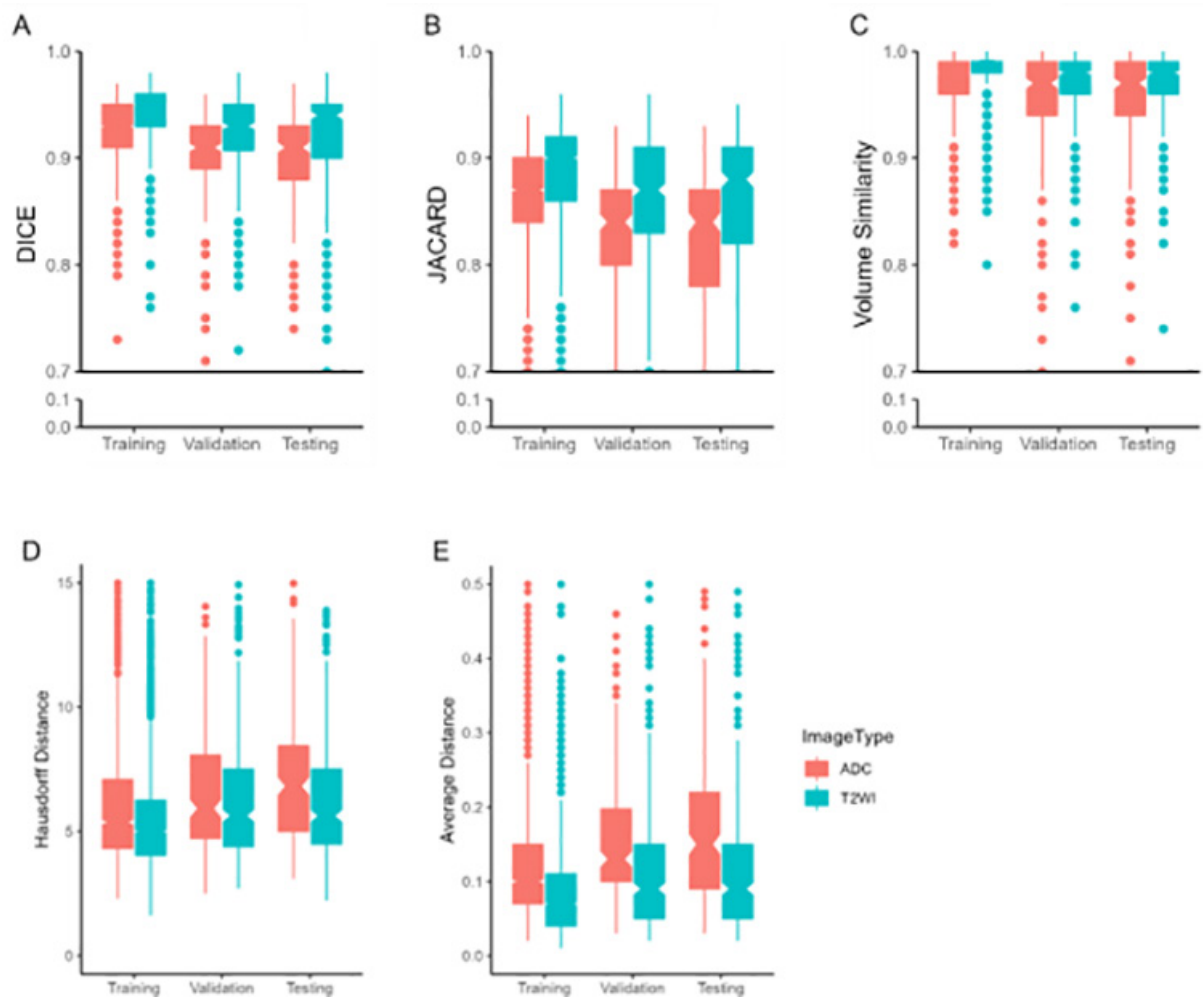 A
DICE
1.0
0.9
0.8
0.7
0.1
0.0
Training Validation Testing
B
JACARD
1.0
0.9
0.8
0.7
0.1
0.0
Training Validation Testing
C
Volume Similarity
1.0
0.9
0.8
0.7
0.1
0.0
Training Validation Testing
D
Hausdorff Distance
15
10
5
0
Training Validation Testing
E
Average Distance
0.5
0.4
0.3
0.2
0.1
0.0
Training Validation Testing
ImageType
ADC
T2WI